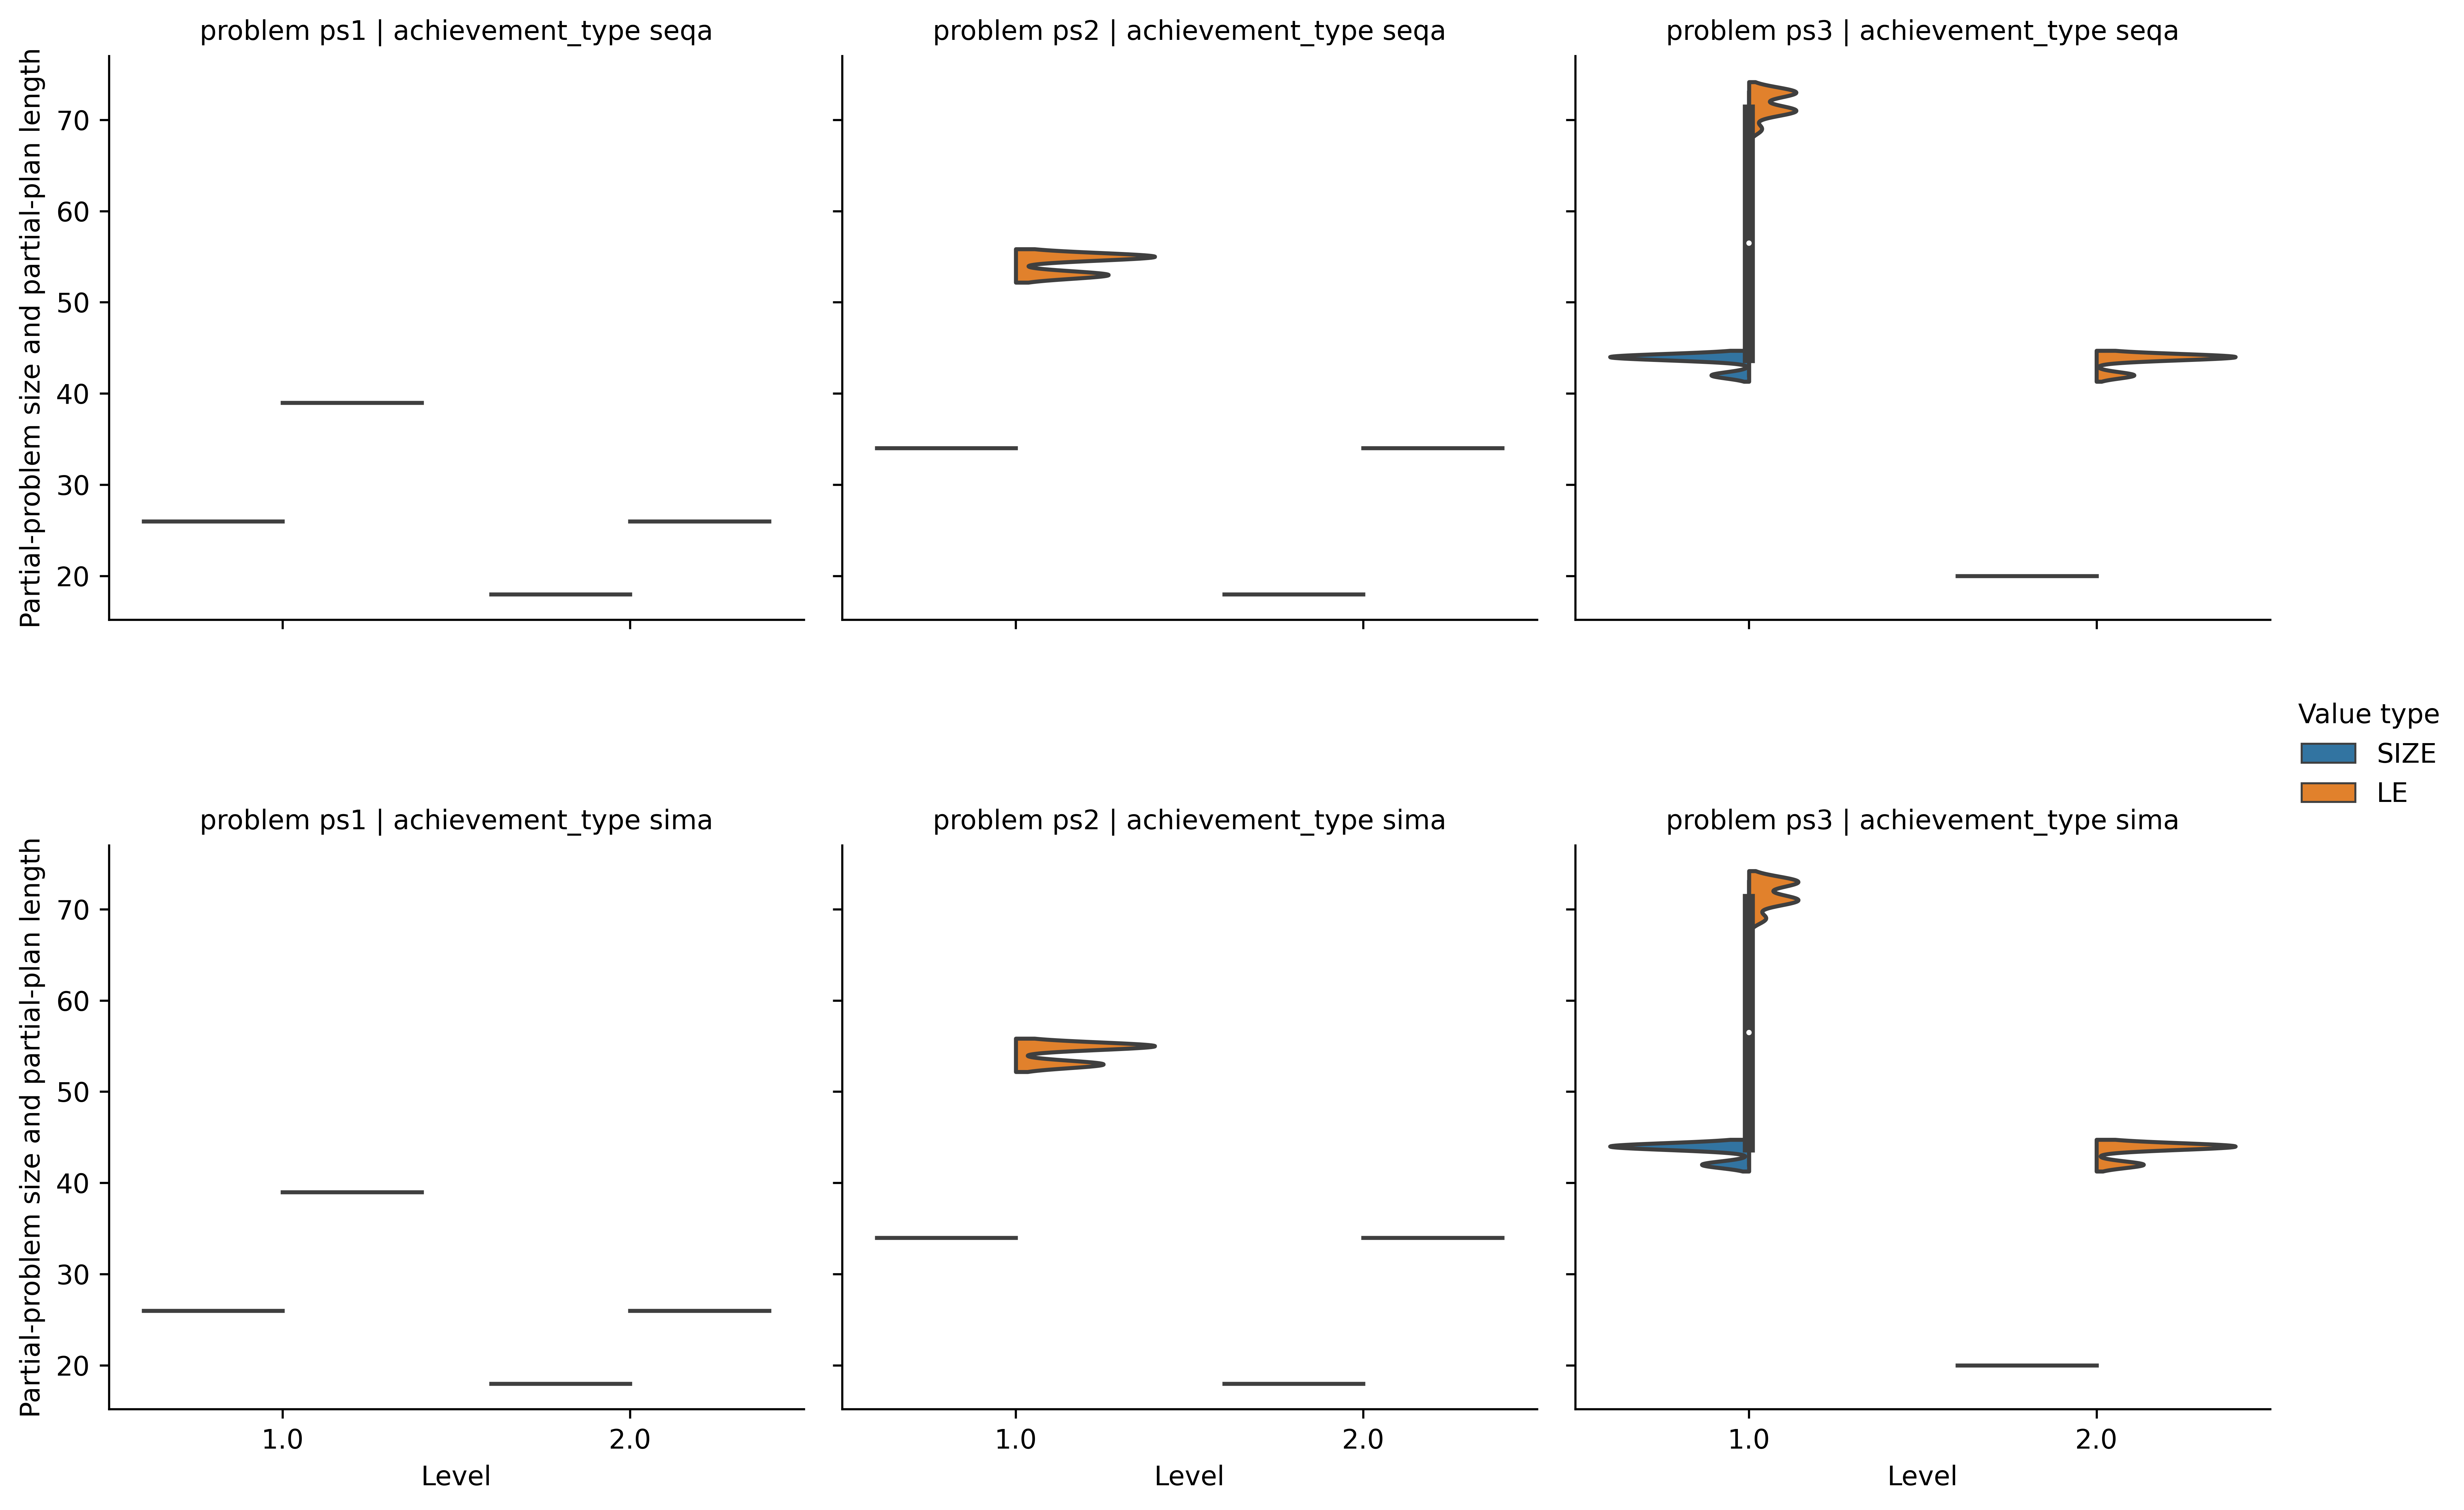 problem ps1 | achievement_type seqa
problem ps2 | achievement_type seqa
problem ps3 | achievement_type seqa
Partial-problem size and partial-plan length
70
60
50
40
30
20
Value type
SIZE
LE
problem ps1 | achievement_type sima
problem ps2 | achievement_type sima
problem ps3 | achievement_type sima
Partial-problem size and partial-plan length
70
60
50
40
30
20
1.0 2.0
1.0 2.0
1.0 2.0
Level
Level
Level